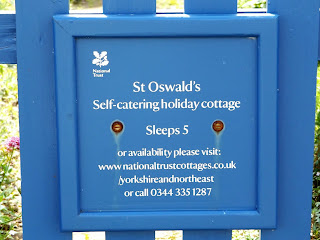 National
Trust
St Oswald's
Self-catering holiday cottage
Sleeps 5
or availability please visit:
www.nationaltrustcottages.co.uk
/yorkshireandnortheast
or call 0344 335 1287